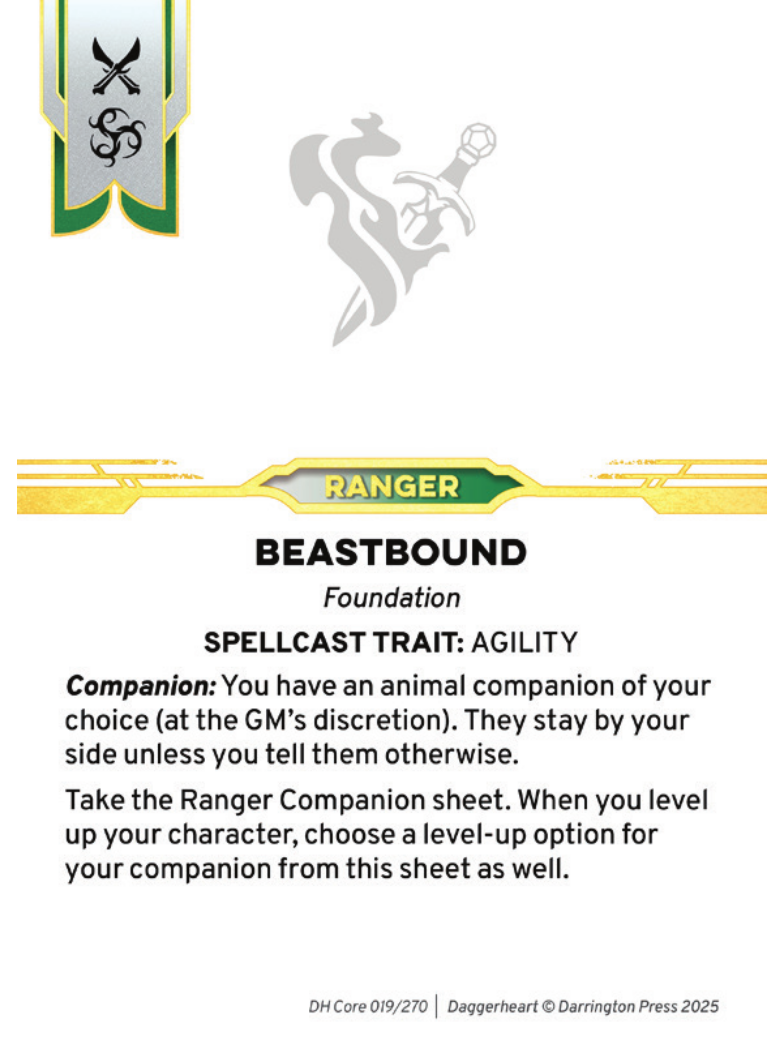 RANGER
BEASTBOUND
Foundation
SPELLCAST TRAIT: AGILITY
Companion: You have an animal companion of your
choice (at the GM's discretion). They stay by your
side unless you tell them otherwise.
Take the Ranger Companion sheet. When you level
up your character, choose a level-up option for
your companion from this sheet as well.
DH Core 019/270 | Daggerheart © Darrington Press 2025